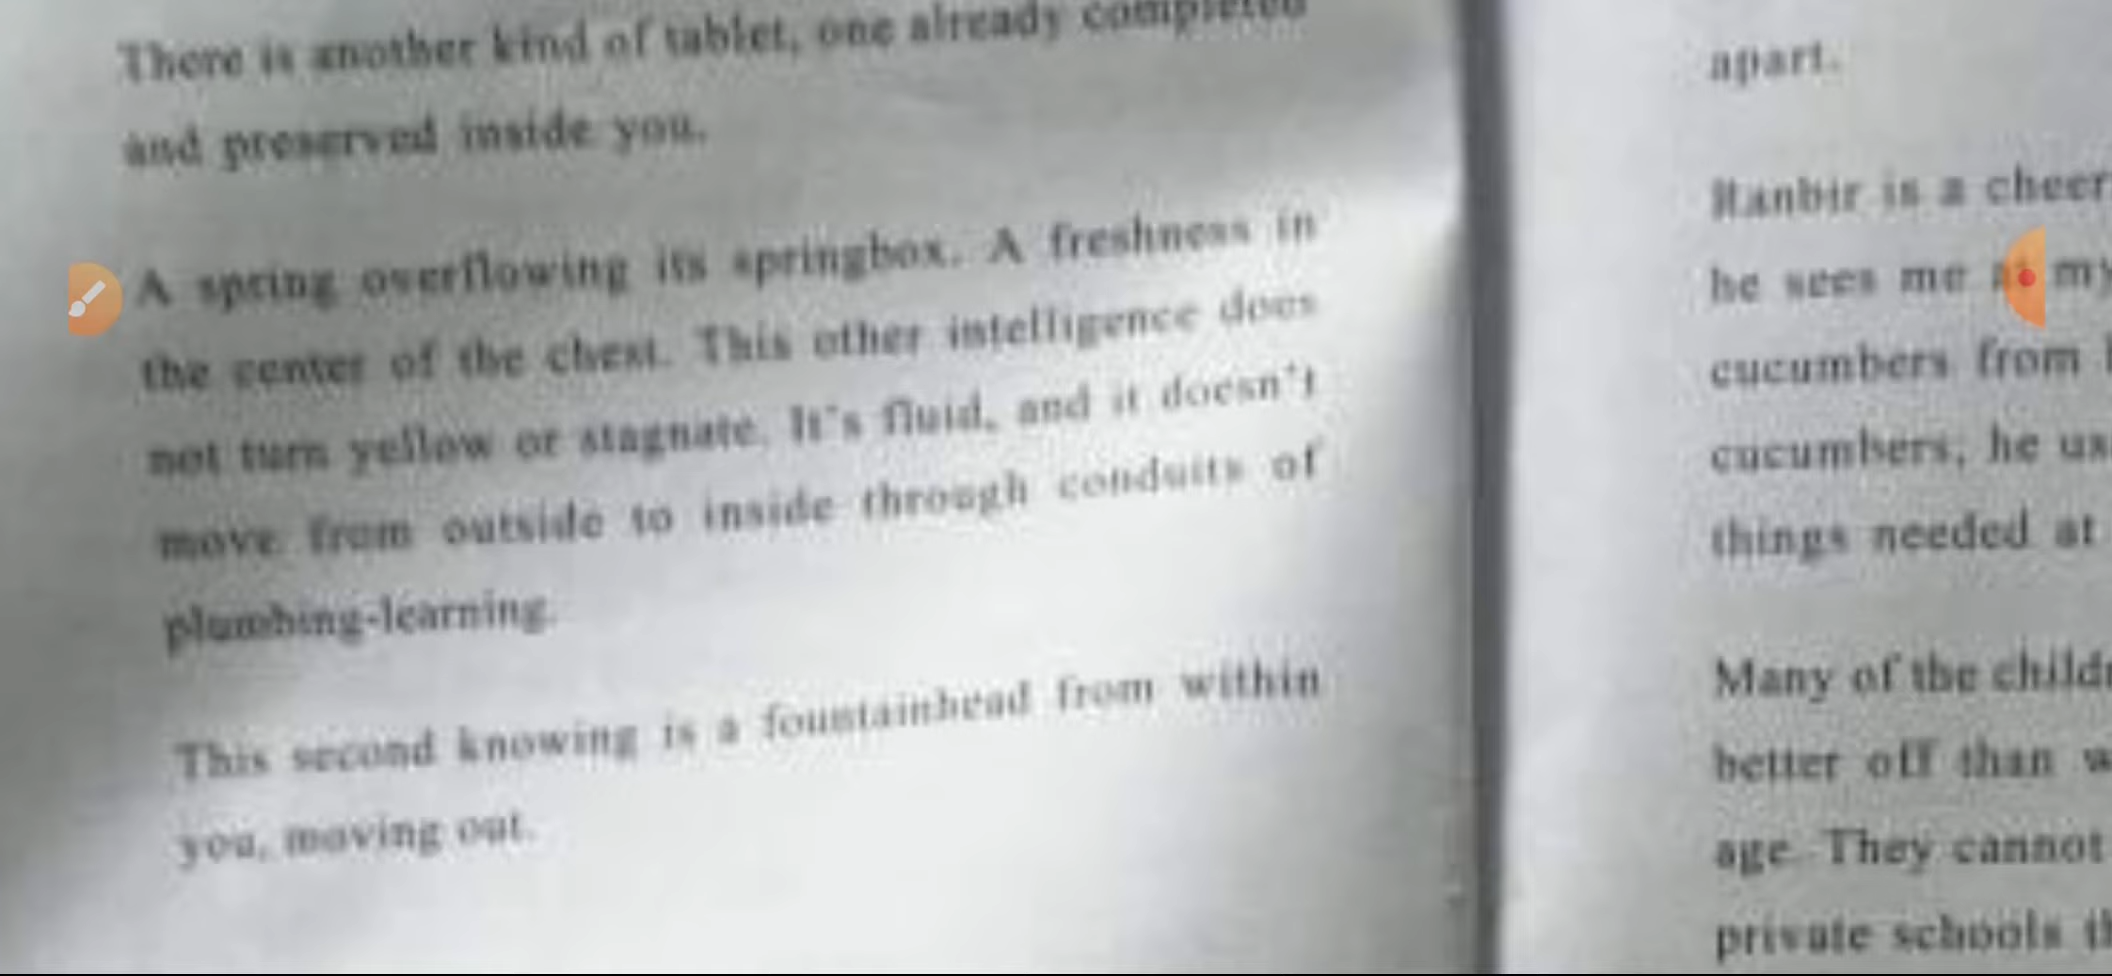 There is another kind of tablet, one already completed
and preserved inside you.
A spring overflowing its springbox. A freshness in
the center of the chest. This other intelligence does
not turn yellow or stagnate. It's fluid, and it doesn't
move from outside to inside through conduits of
plumbing-learning.
This second knowing is a fountainhead from within
you, moving out.
apart.
Ranbir is a cheer
he sees me my
cucumbers from
cucumbers, he us
things needed at
Many of the child
better off than w
age. They cannot
private schools th